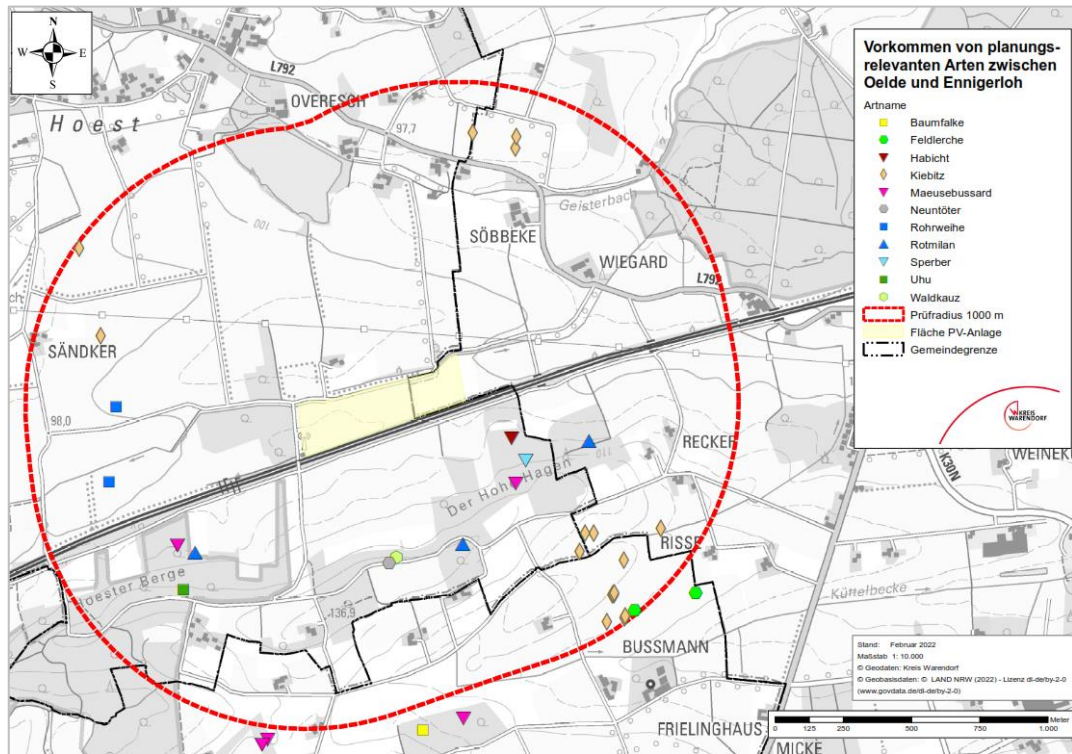 N
W E
S
L792
OVERESCH
Hoest
97,7
Geisterbach
SÖBBEKE
WIEGARD
SÄNDKER
98,0
RECKER
Der Hohe Hagen
RISSE
Hoester Berge
136,9
BUSSMANN
Küttelbecke
FRIELINGHAUS
MICKE
K30N
Vorkommen von planungs-
relevanten Arten zwischen
Oelde und Ennigerloh
Artname
Baumfalke
Feldlerche
Habicht
Kiebitz
Maeusebussard
Neuntöter
Rohrweihe
Rotmilan
Sperber
Uhu
Waldkauz
Prüfradius 1000 m
Fläche PV-Anlage
Gemeindegrenze
KREIS
WARENDORF
Stand: Februar 2022
Maßstab 1: 10.000
© Geodaten: Kreis Warendorf
© Geobasisdaten: © LAND NRW (2022) - Lizenz dl-de/by-2-0
(www.govdata.de/dl-de/by-2-0)
Meter
0 125 250 500 750 1.000